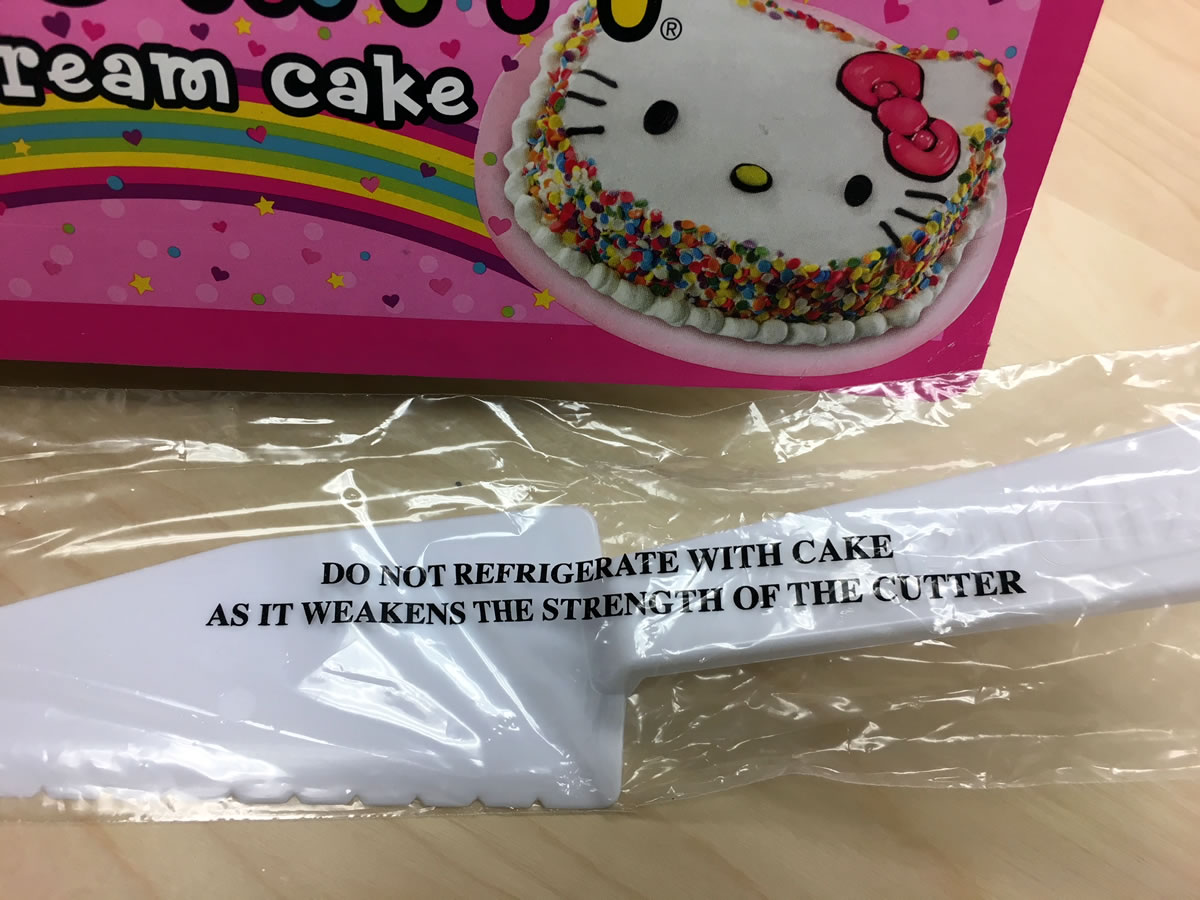 ®
ream cake
DO NOT REFRIGERATE WITH CAKE
AS IT WEAKENS THE STRENGTH OF THE CUTTER